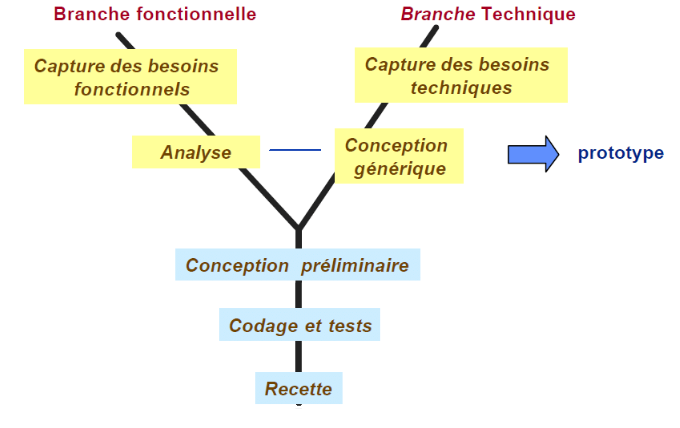 Branche fonctionnelle
Branche Technique
Capture des besoins
fonctionnels
Capture des besoins
techniques
Analyse
Conception
générique
prototype
Conception préliminaire
Codage et tests
Recette